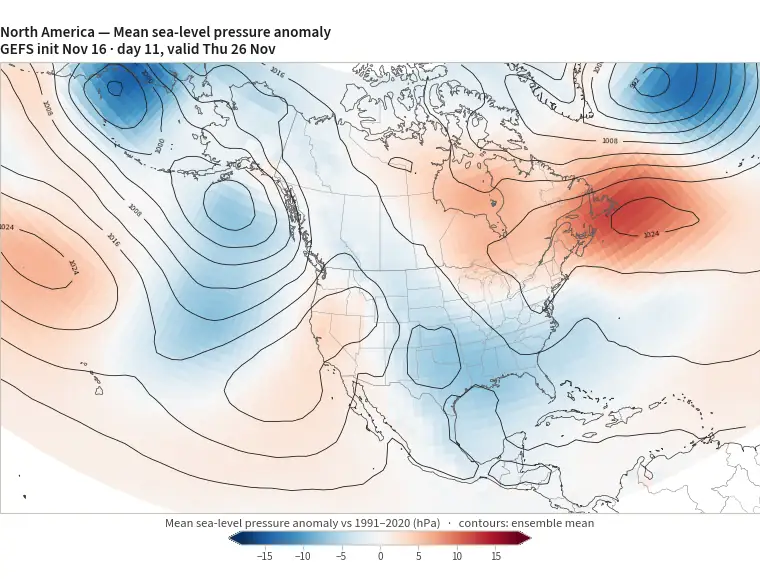 North America — Mean sea-level pressure anomaly
GEFS init Nov 16 · day 11, valid Thu 26 Nov
1016
1008
992
1008
1000
1008
1016
1024
1024
1024
Mean sea-level pressure anomaly vs 1991–2020 (hPa) · contours: ensemble mean
−15 −10 −5 0 5 10 15